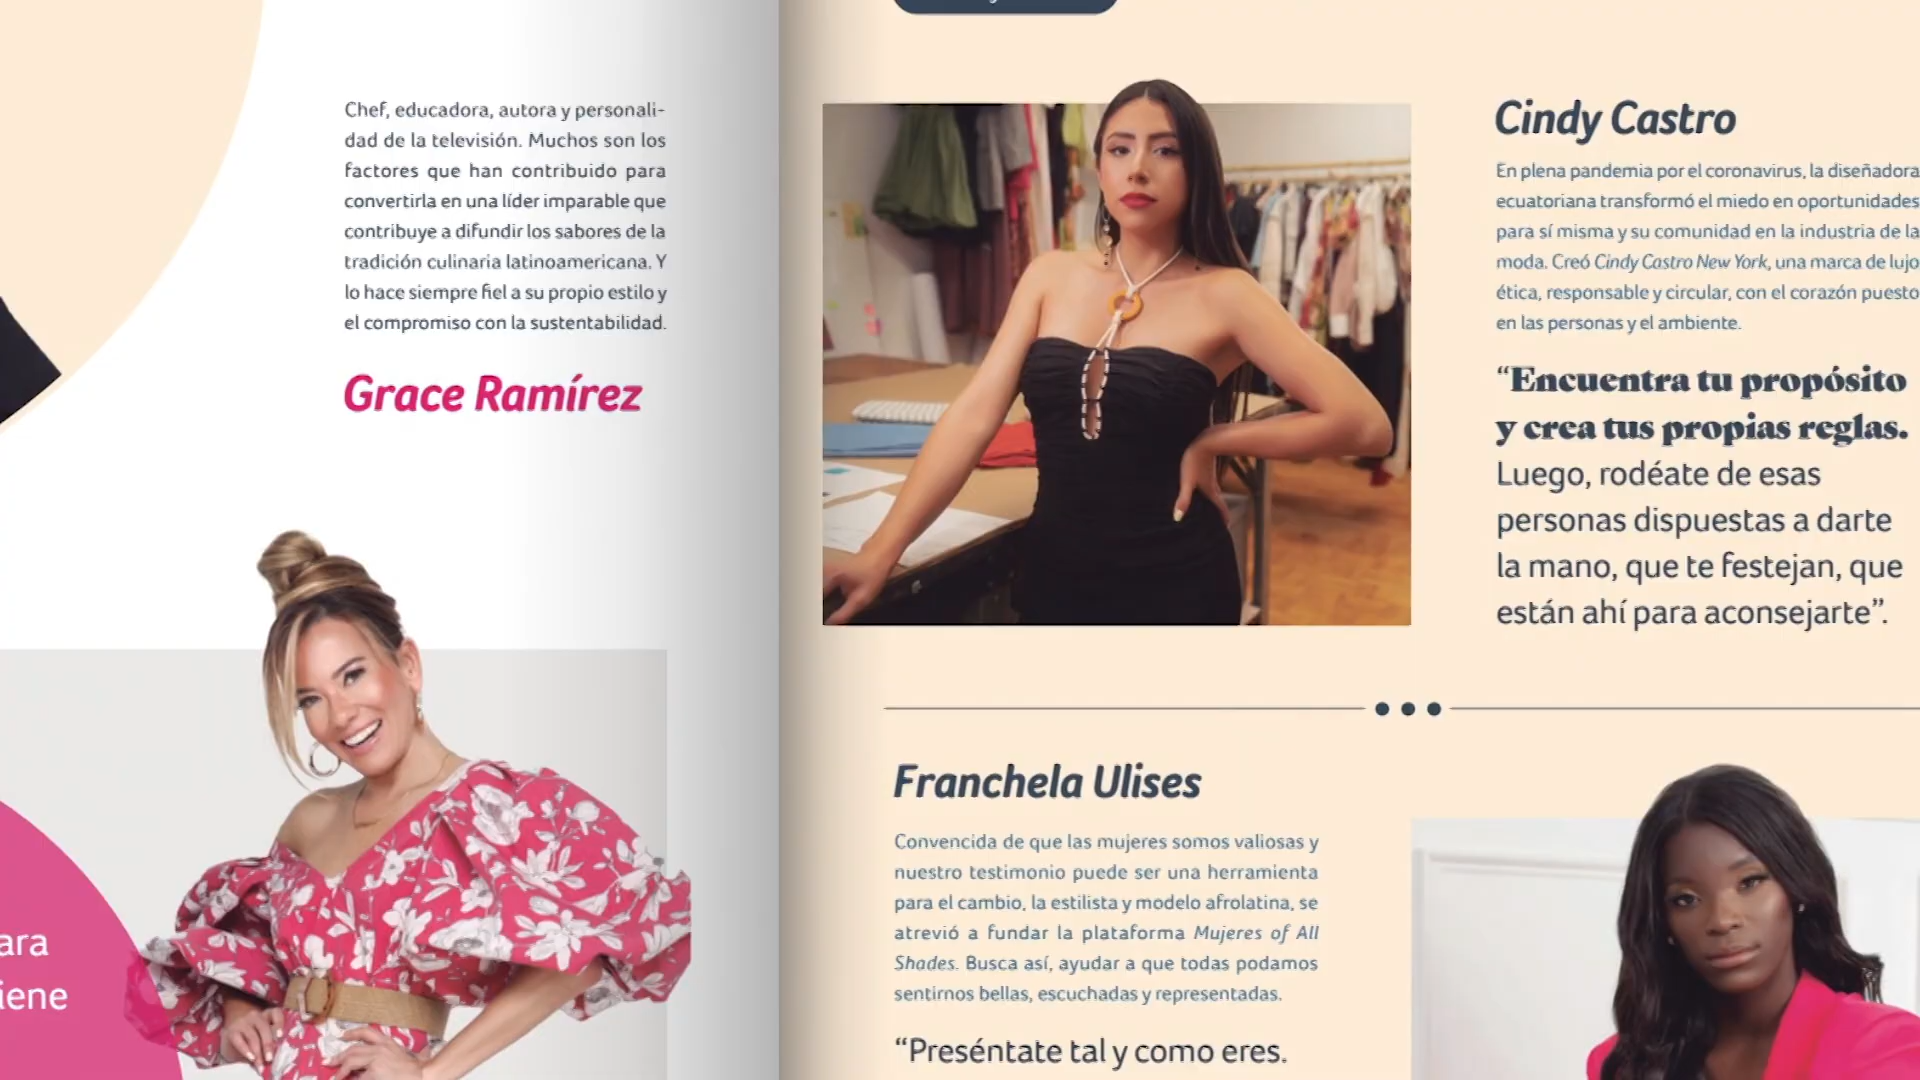 Chef, educadora, autora y personali-
dad de la televisión. Muchos son los
factores que han contribuido para
convertirla en una líder imparable que
contribuye a difundir los sabores de la
tradición culinaria latinoamericana. Y
lo hace siempre fiel a su propio estilo y
el compromiso con la sustentabilidad.
Grace Ramírez
ara
iene
Cindy Castro
En plena pandemia por el coronavirus, la diseñadora
ecuatoriana transformó el miedo en oportunidades
para sí misma y su comunidad en la industria de la
moda. Creó Cindy Castro New York, una marca de lujo
ética, responsable y circular, con el corazón puesto
en las personas y el ambiente.
“Encuentra tu propósito
y crea tus propias reglas.
Luego, rodéate de esas
personas dispuestas a darte
la mano, que te festejan, que
están ahí para aconsejarte”.
Franchela Ulises
Convencida de que las mujeres somos valiosas y
nuestro testimonio puede ser una herramienta
para el cambio, la estilista y modelo afrolatina, se
atrevió a fundar la plataforma Mujeres of All
Shades. Busca así, ayudar a que todas podamos
sentirnos bellas, escuchadas y representadas.
“Preséntate tal y como eres.